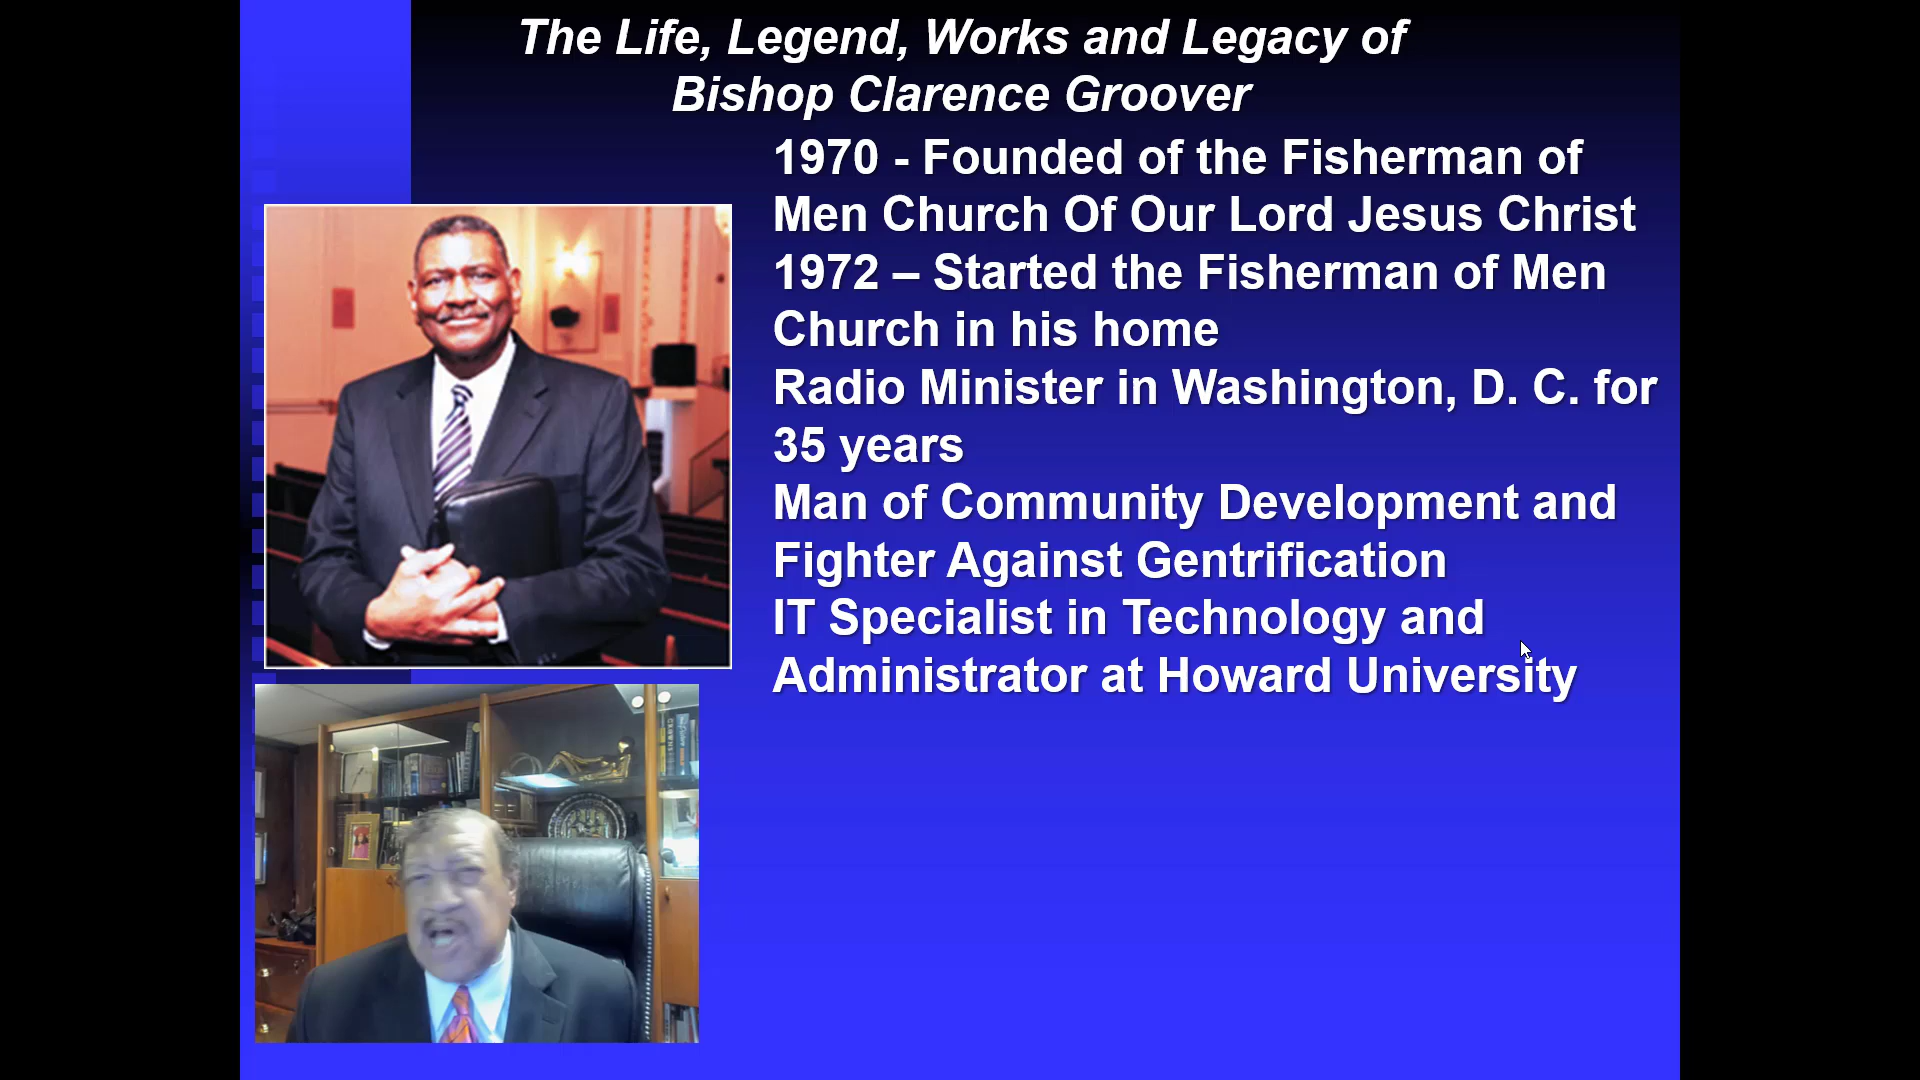 The Life, Legend, Works and Legacy of
Bishop Clarence Groover
1970 - Founded of the Fisherman of
Men Church Of Our Lord Jesus Christ
1972 – Started the Fisherman of Men
Church in his home
Radio Minister in Washington, D. C. for
35 years
Man of Community Development and
Fighter Against Gentrification
IT Specialist in Technology and
Administrator at Howard University